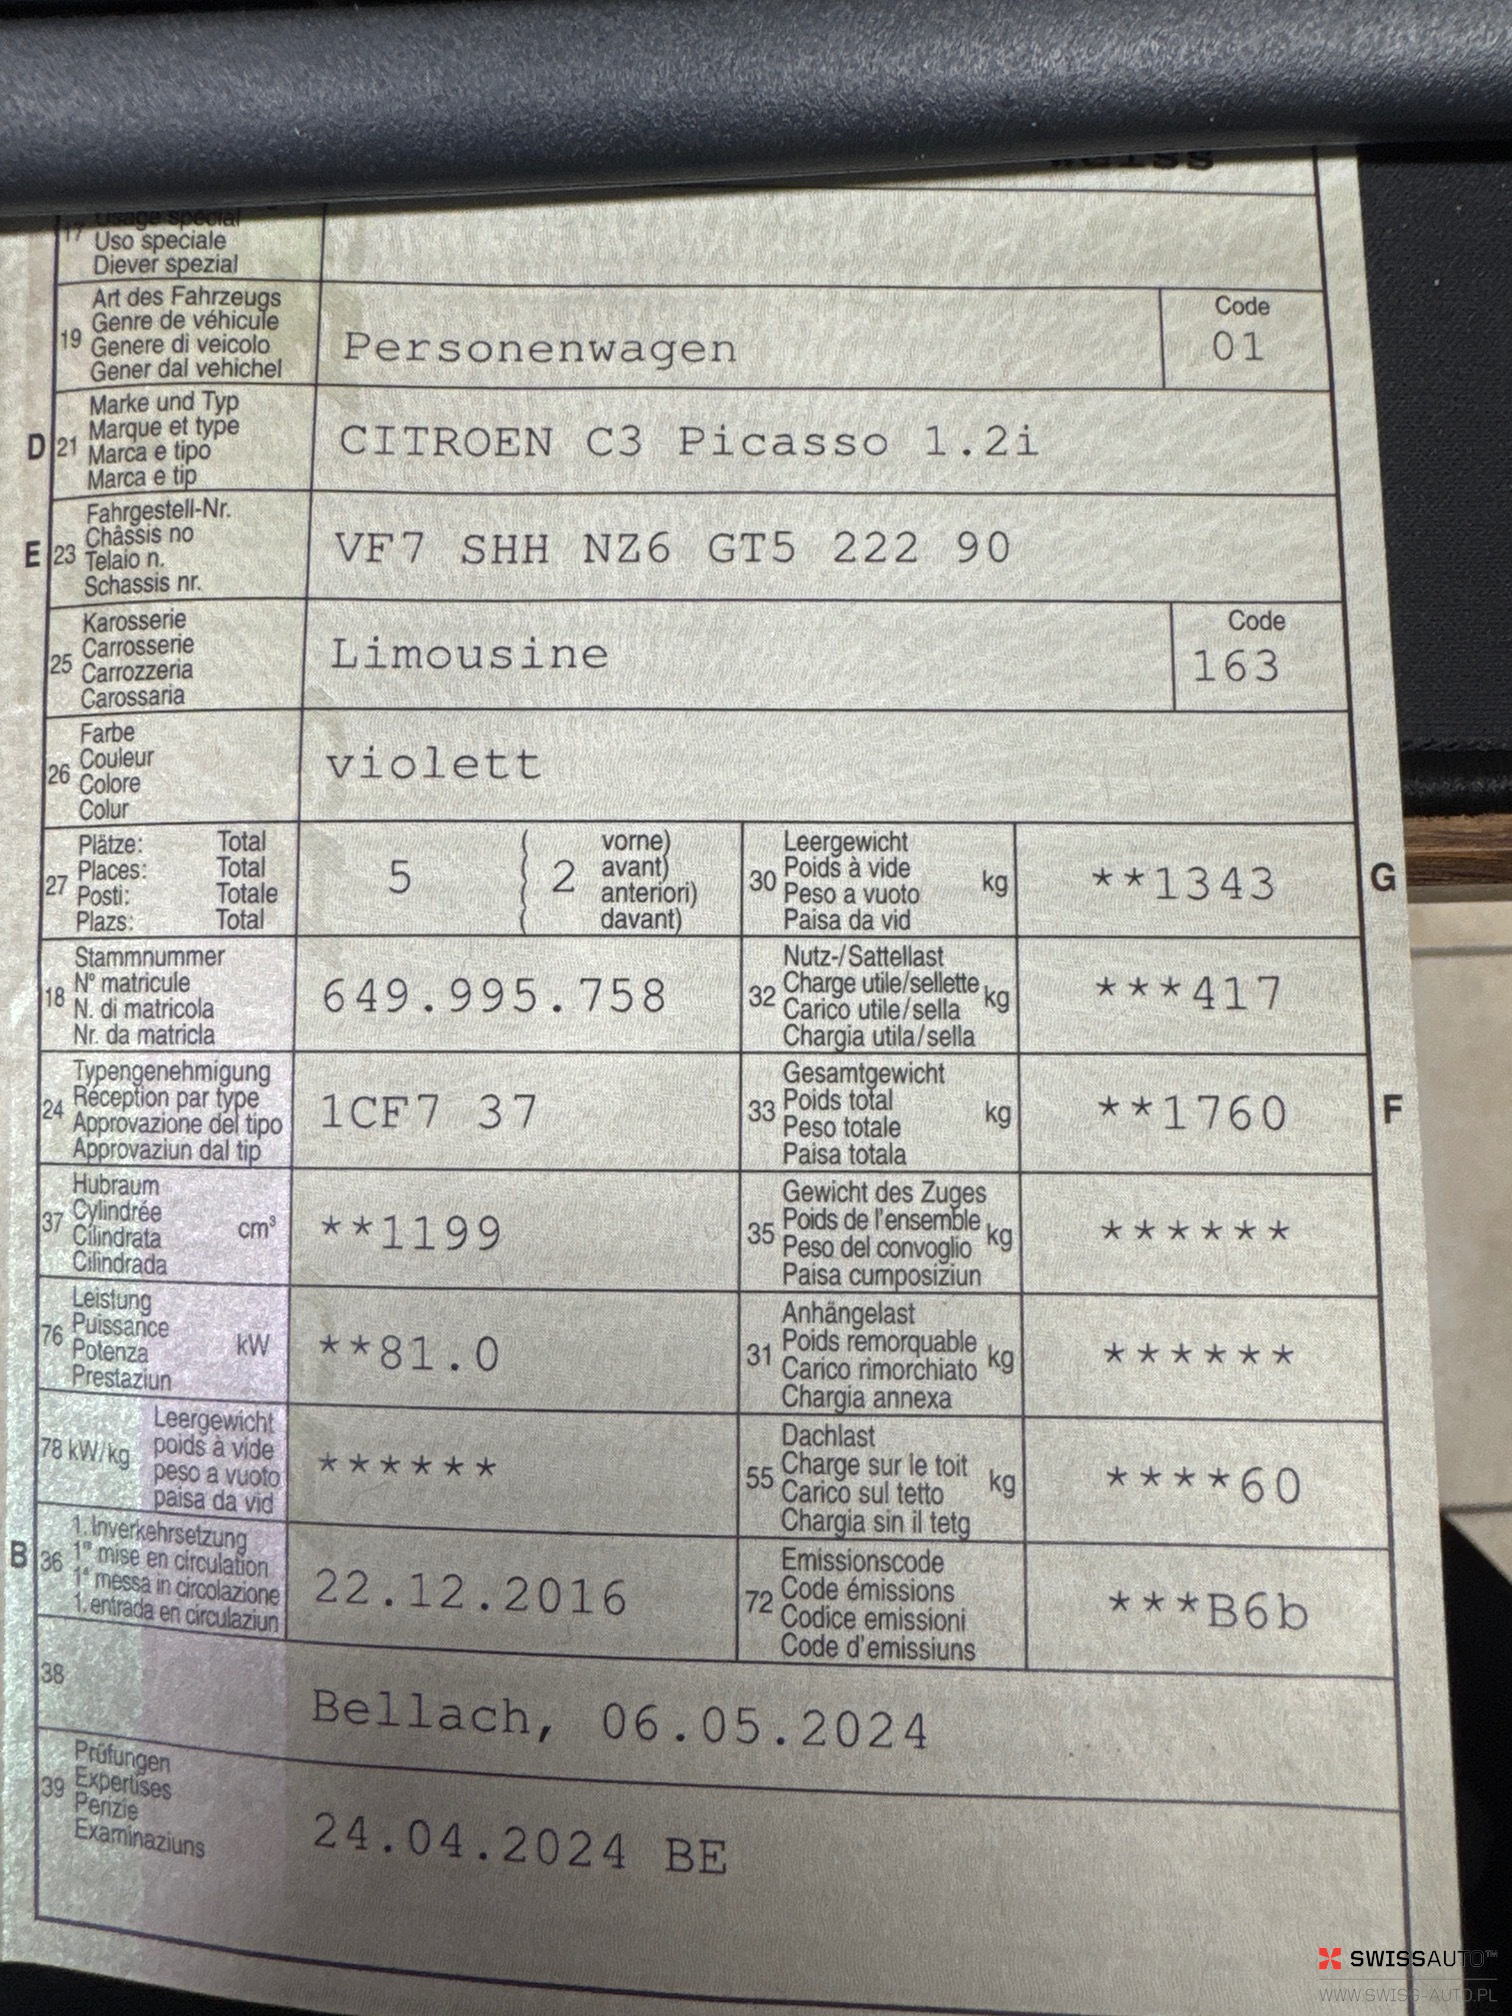 17 Usage spécial
Uso speciale
Diever spezial
19 Art des Fahrzeugs
Genre de véhicule
Genere di veicolo
Gener dal vehichel
Personenwagen
Code
01
D 21 Marke und Typ
Marque et type
Marca e tipo
Marca e tip
CITROEN C3 Picasso 1.2i
E 23 Fahrgestell-Nr.
Châssis no
Telaio n.
Schassis nr.
VF7 SHH NZ6 GT5 222 90
25 Karosserie
Carrosserie
Carrozzeria
Carossaria
Limousine
Code
163
26 Farbe
Couleur
Colore
Colur
violett
27 Plätze: Total
Places: Total
Posti: Totale
Plazs: Total
5 ( 2 vorne)
( avant)
( anteriori)
( davant)
30 Leergewicht
Poids à vide kg
Peso a vuoto
Paisa da vid
**1343 G
18 Stammnummer
N° matricule
N. di matricola
Nr. da matricla
649.995.758
32 Nutz-/Sattellast
Charge utile/sellette kg
Carico utile/sella
Chargia utila/sella
***417
24 Typengenehmigung
Réception par type
Approvazione del tipo
Approvaziun dal tip
1CF7 37
33 Gesamtgewicht
Poids total kg
Peso totale
Paisa totala
**1760 F
37 Hubraum
Cylindrée cm³
Cilindrata
Cilindrada
**1199
35 Gewicht des Zuges
Poids de l'ensemble kg
Peso del convoglio
Paisa cumposiziun
******
76 Leistung
Puissance kW
Potenza
Prestaziun
**81.0
31 Anhängelast
Poids remorquable kg
Carico rimorchiato
Chargia annexa
******
78 kW/kg Leergewicht
poids à vide
peso a vuoto
paisa da vid
******
55 Dachlast
Charge sur le toit kg
Carico sul tetto
Chargia sin il tetg
****60
B 36 1. Inverkehrsetzung
1re mise en circulation
1a messa in circolazione
1. entrada en circulaziun
22.12.2016
72 Emissionscode
Code émissions
Codice emissioni
Code d'emissiuns
***B6b
38
Bellach, 06.05.2024
39 Prüfungen
Expertises
Perizie
Examinaziuns
24.04.2024 BE
SWISSAUTO™
WWW.SWISS-AUTO.PL